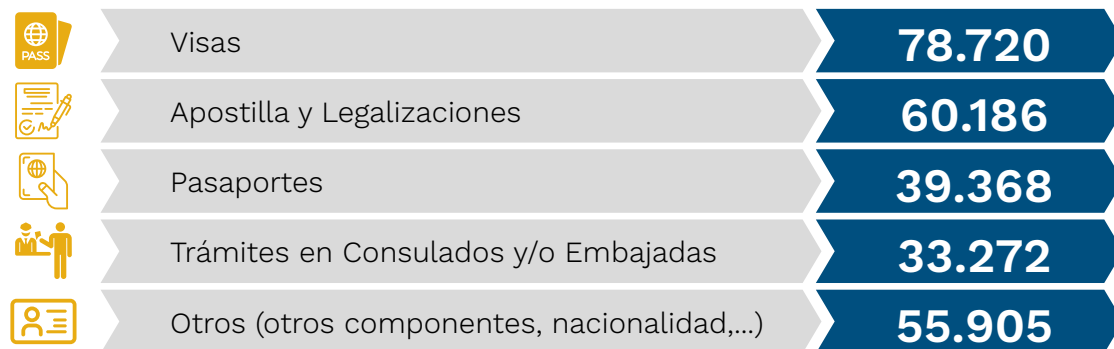 PASS
Visas
78.720
Apostilla y Legalizaciones
60.186
Pasaportes
39.368
Trámites en Consulados y/o Embajadas
33.272
Otros (otros componentes, nacionalidad,...)
55.905